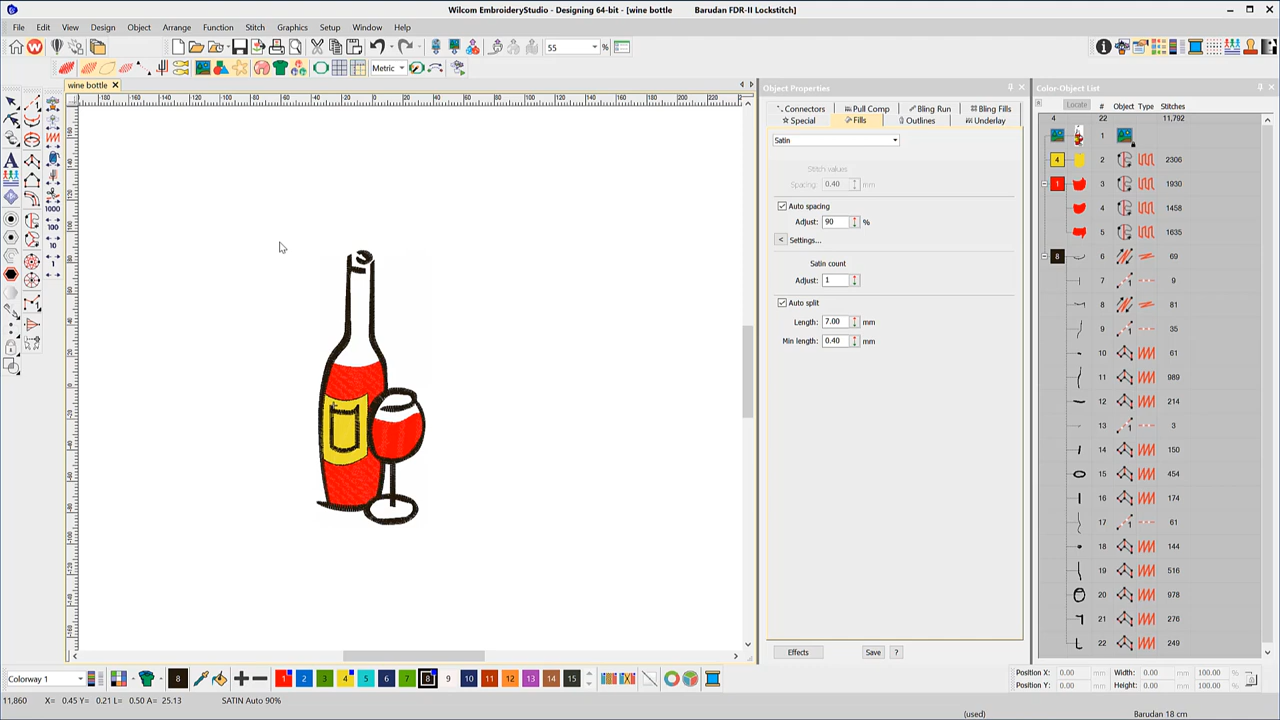 Wilcom EmbroideryStudio - Designing 64-bit - [wine bottle          Barudan FDR-II Lockstitch]
File Edit View Design Object Arrange Function Stitch Graphics Setup Window Help
55 %
Metric
wine bottle
Object Properties
Connectors Pull Comp Bling Run Bling Fills
Special Fills Outlines Underlay
Satin
Stitch values
Spacing: 0.40 mm
Auto spacing
Adjust: 90 %
< Settings...
Satin count
Adjust: 1
Auto split
Length: 7.00 mm
Min length: 0.40 mm
Effects Save ?
Color-Object List
Locate # Object Type Stitches
4 22 11,792
1
4 2 2306
1 3 1930
4 1458
5 1635
8 6 69
7 9
8 81
9 35
10 61
11 989
12 214
13 3
14 150
15 454
16 174
17 61
18 144
19 516
20 978
21 276
22 249
Colorway 1 8 1 2 3 4 5 6 7 8 9 10 11 12 13 14 15
Position X: 0.00 mm Width: 0.00 mm 100.00 %
Position Y: 0.00 mm Height: 0.00 mm 100.00 %
11,860 X= 0.45 Y= 0.21 L= 0.50 A= 25.13 SATIN Auto 90%
(used) Barudan 18 cm